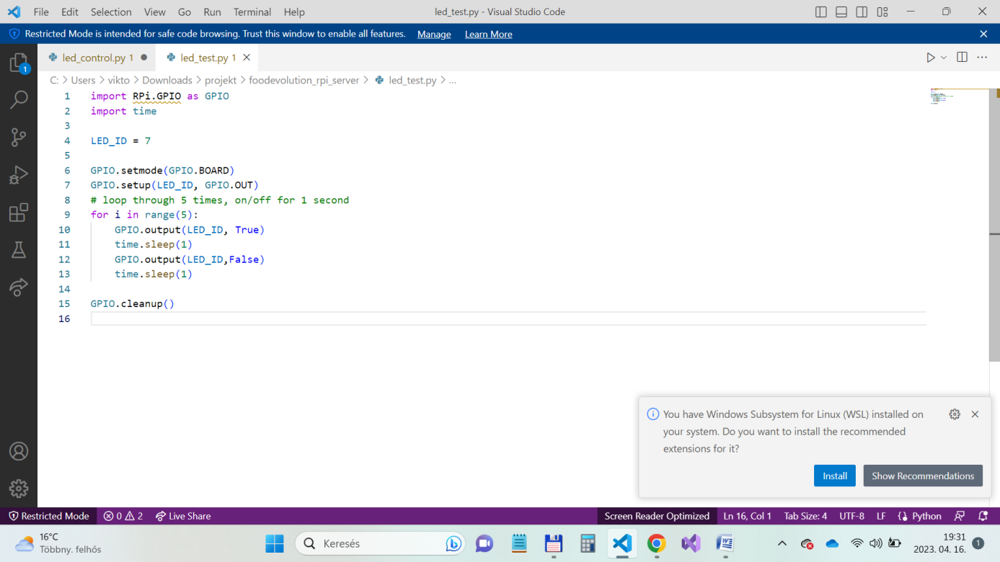 File Edit Selection View Go Run Terminal Help led_test.py - Visual Studio Code
Restricted Mode is intended for safe code browsing. Trust this window to enable all features. Manage Learn More
led_control.py 1 led_test.py 1
C: > Users > vikto > Downloads > projekt > foodevolution_rpi_server > led_test.py > ...
1 import RPi.GPIO as GPIO
2 import time
3
4 LED_ID = 7
5
6 GPIO.setmode(GPIO.BOARD)
7 GPIO.setup(LED_ID, GPIO.OUT)
8 # loop through 5 times, on/off for 1 second
9 for i in range(5):
10     GPIO.output(LED_ID, True)
11     time.sleep(1)
12     GPIO.output(LED_ID,False)
13     time.sleep(1)
14
15 GPIO.cleanup()
16
1
You have Windows Subsystem for Linux (WSL) installed on
your system. Do you want to install the recommended
extensions for it?
Install Show Recommendations
Restricted Mode 0 2 Live Share Screen Reader Optimized Ln 16, Col 1 Tab Size: 4 UTF-8 LF Python
16°C
Többny. felhős
Keresés
19:31
2023. 04. 16.
1